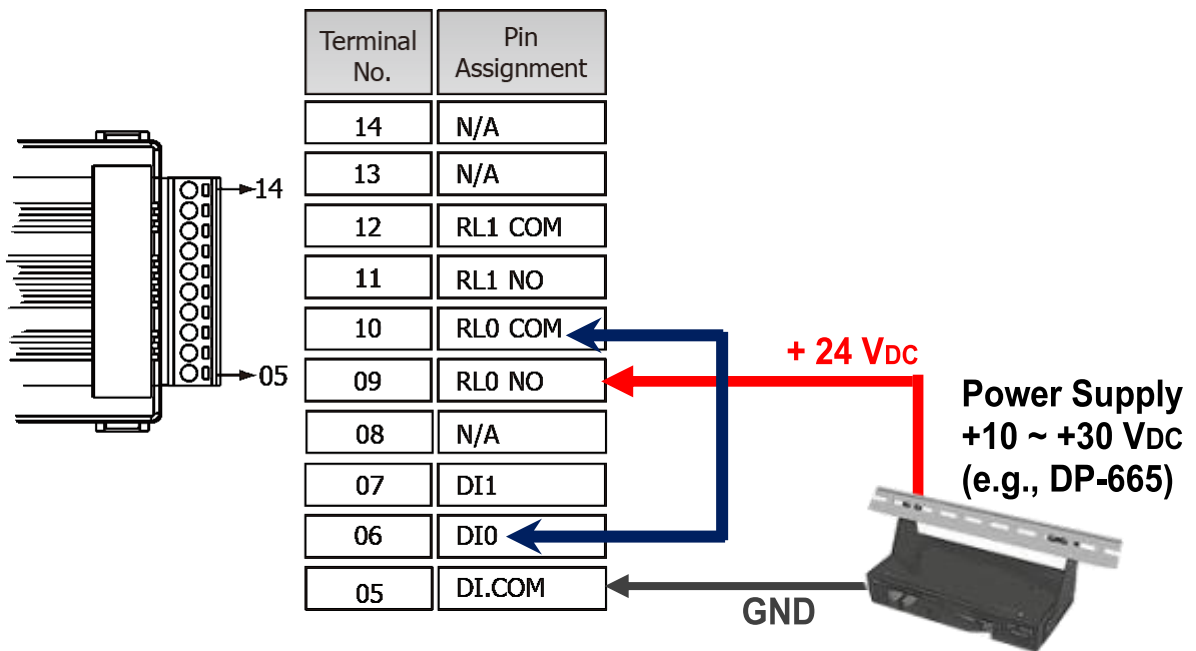 Terminal No.
Pin Assignment
14 N/A
13 N/A
12 RL1 COM
11 RL1 NO
10 RL0 COM
09 RL0 NO
08 N/A
07 DI1
06 DI0
05 DI.COM
14
05
+ 24 VDC
Power Supply
+10 ~ +30 VDC
(e.g., DP-665)
GND